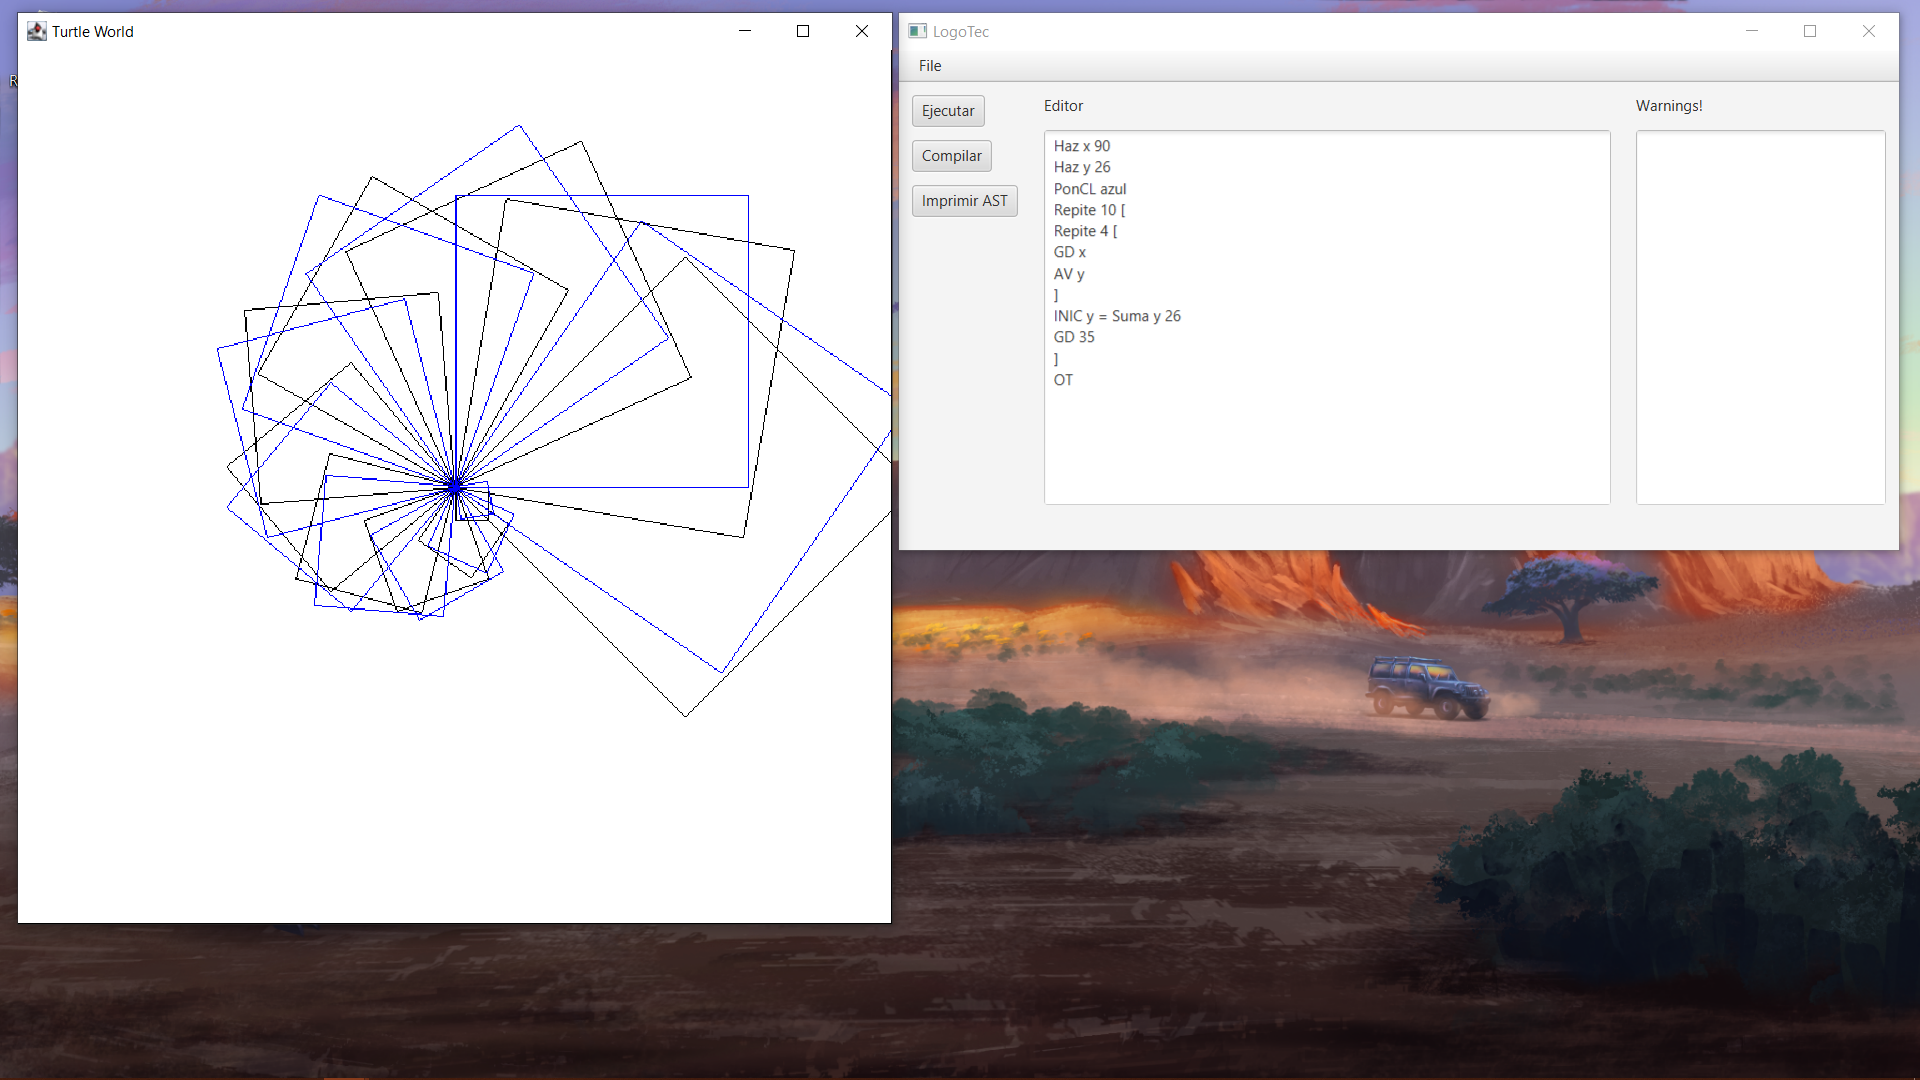 Turtle World
R
LogoTec
File
Ejecutar
Compilar
Imprimir AST
Editor
Haz x 90
Haz y 26
PonCL azul
Repite 10 [
Repite 4 [
GD x
AV y
]
INIC y = Suma y 26
GD 35
]
OT
Warnings!